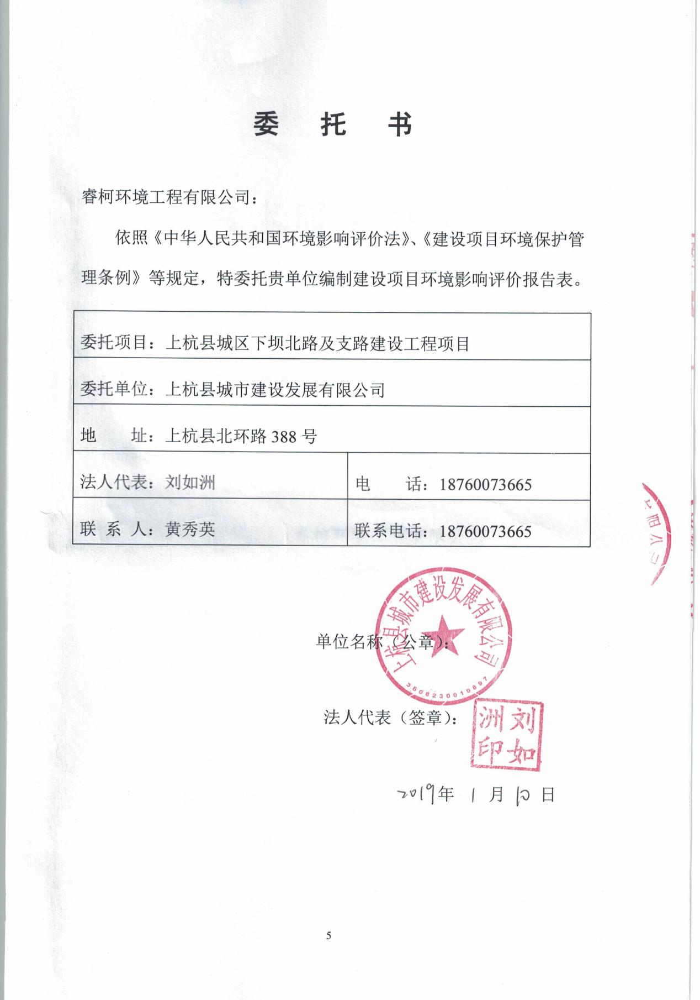 委 托 书
睿柯环境工程有限公司：
依照《中华人民共和国环境影响评价法》、《建设项目环境保护管
理条例》等规定，特委托贵单位编制建设项目环境影响评价报告表。
委托项目：上杭县城区下坝北路及支路建设工程项目
委托单位：上杭县城市建设发展有限公司
地 址：上杭县北环路 388 号
法人代表：刘如洲 电 话：18760073665
联 系 人：黄秀英 联系电话：18760073665
上杭县城市建设发展有限公司
单位名称（公章）：
3508230019897
法人代表（签章）：
刘如洲印
2019年 1 月 10 日
5